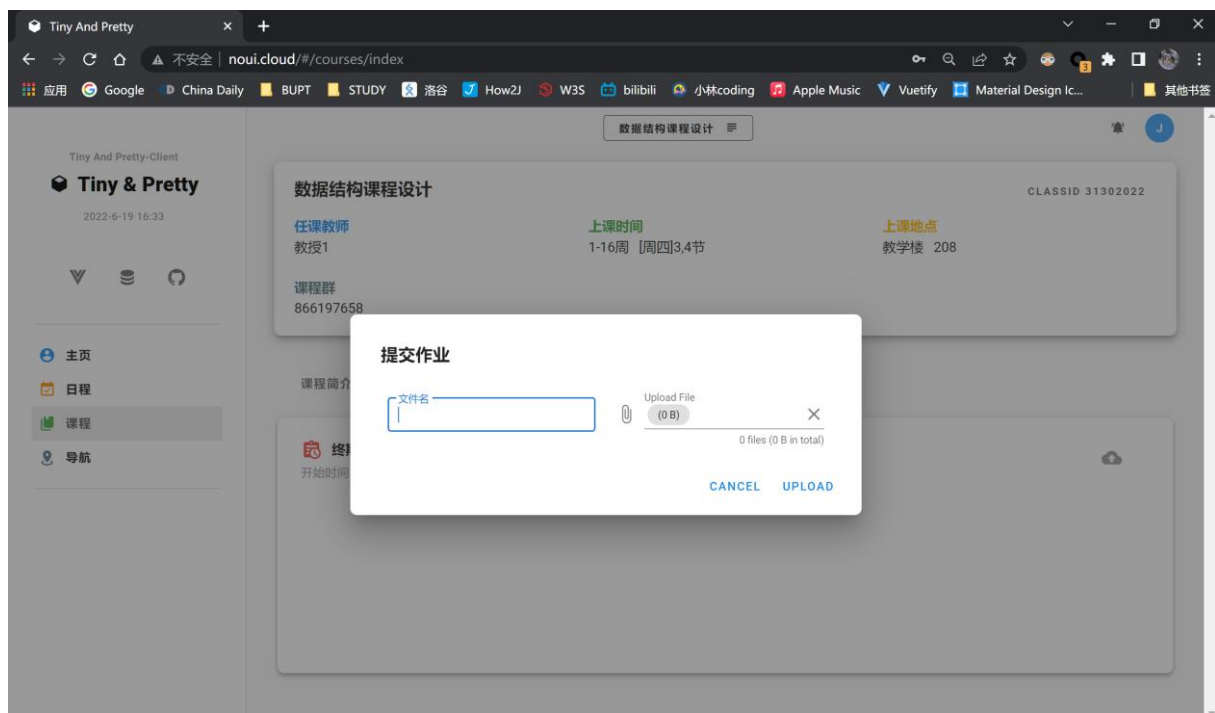 Tiny And Pretty
不安全 noui.cloud/#/courses/index
3
应用 Google China Daily BUPT STUDY 洛谷 How2J W3S bilibili 小林coding Apple Music Vuetify Material Design Ic... 其他书签
数据结构课程设计
J
Tiny And Pretty-Client
Tiny & Pretty
2022-6-19 16:33
主页
日程
课程
导航
数据结构课程设计 CLASSID 31302022
任课教师 上课时间 上课地点
教授1 1-16周 [周四]3,4节 教学楼 208
课程群
866197658
课程简介
提交作业
文件名 Upload File
(0 B)
0 files (0 B in total)
CANCEL UPLOAD
开始时间